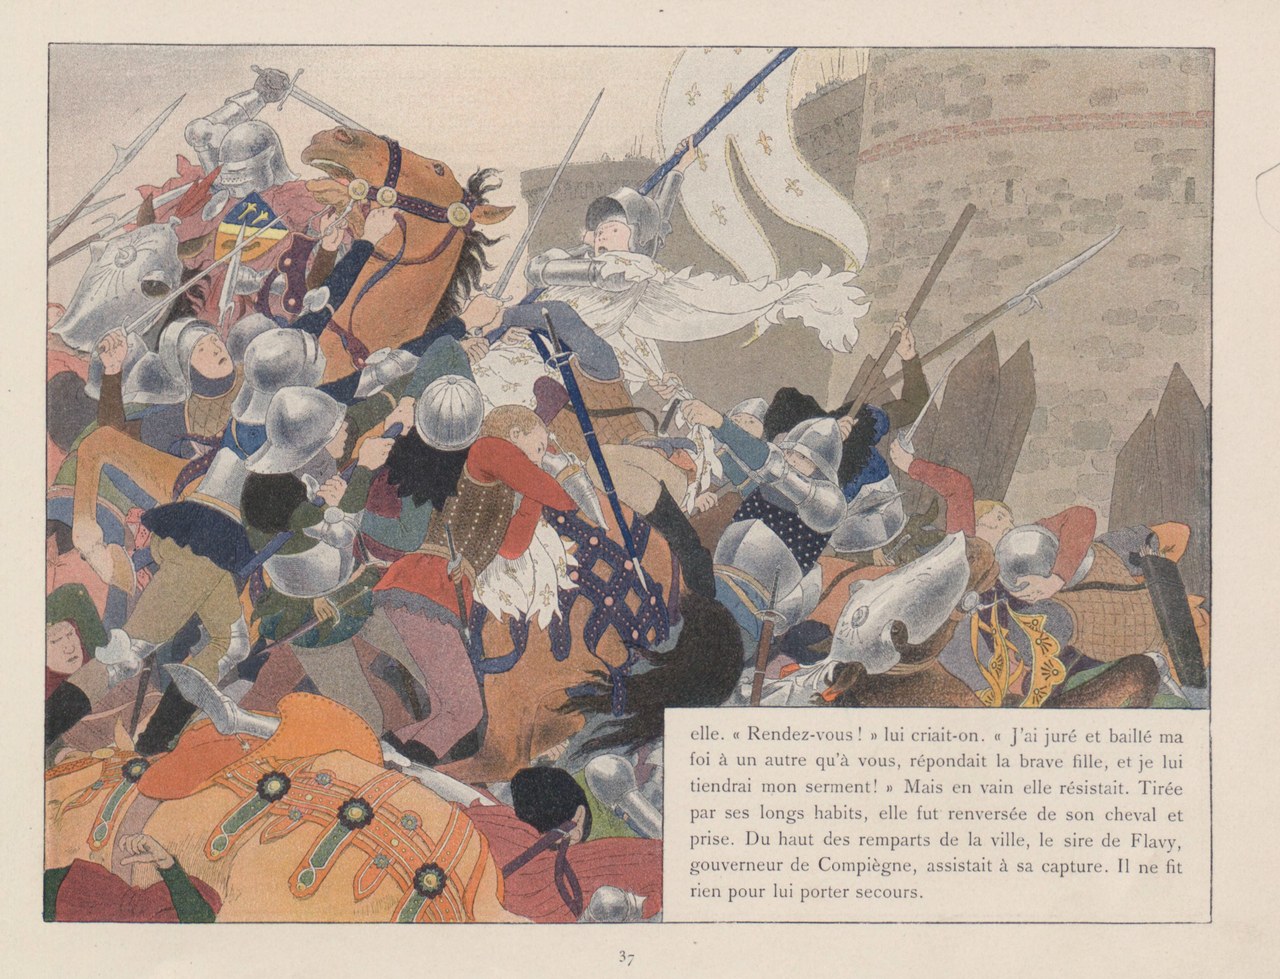 elle. « Rendez-vous ! » lui criait-on. « J'ai juré et baillé ma
foi à un autre qu'à vous, répondait la brave fille, et je lui
tiendrai mon serment ! » Mais en vain elle résistait. Tirée
par ses longs habits, elle fut renversée de son cheval et
prise. Du haut des remparts de la ville, le sire de Flavy,
gouverneur de Compiègne, assistait à sa capture. Il ne fit
rien pour lui porter secours.
37